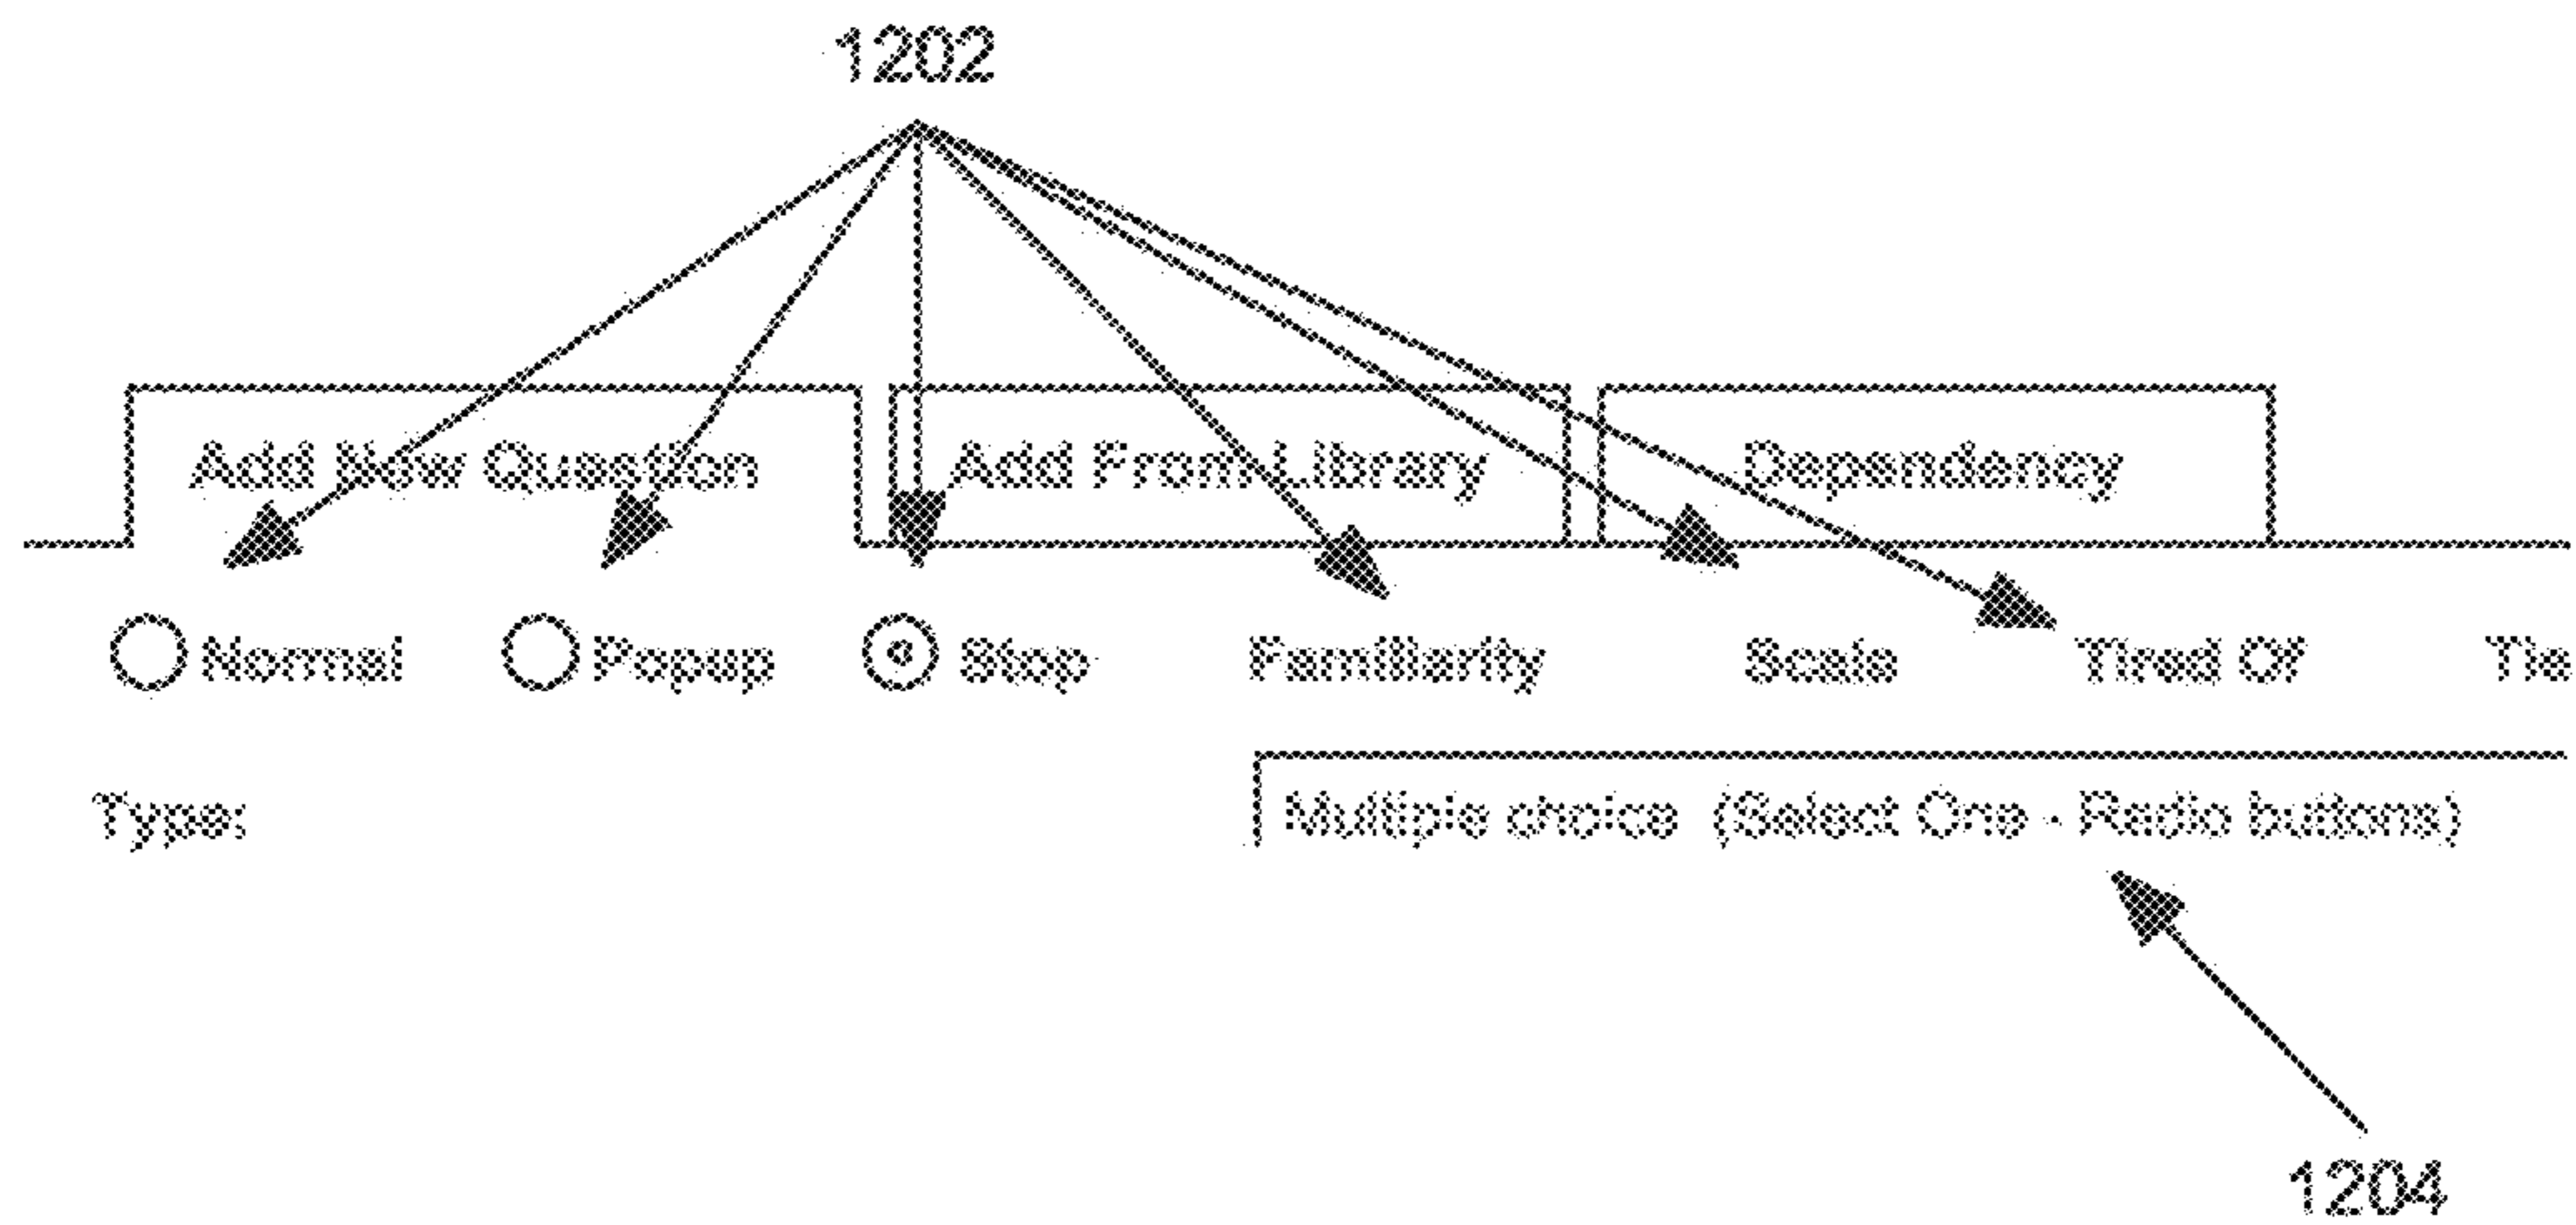 1202
Add New Question Add From Library Dependency
Normal Popup Stop Familiarity Scale Tired Of Tie
Type: Multiple choice (Select One - Radio buttons)
1204